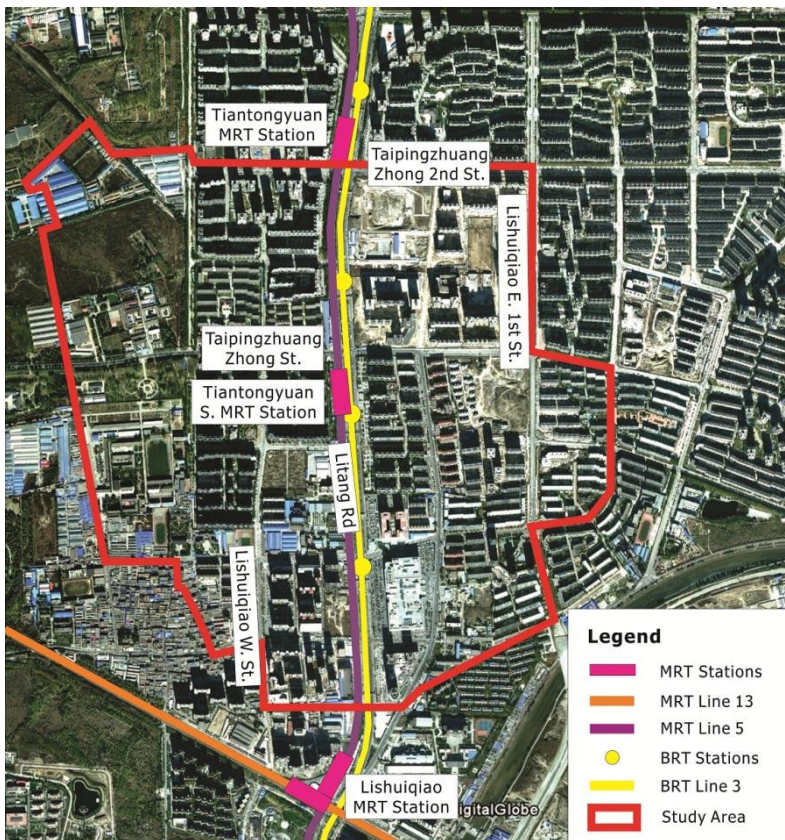 Tiantongyuan
MRT Station
Taipingzhuang
Zhong 2nd St.
Lishuiqiao E. 1st St.
Taipingzhuang
Zhong St.
Tiantongyuan
S. MRT Station
Litang Rd
Lishuiqiao W. St.
Lishuiqiao
MRT Station
igitalGlobe
Legend
MRT Stations
MRT Line 13
MRT Line 5
BRT Stations
BRT Line 3
Study Area